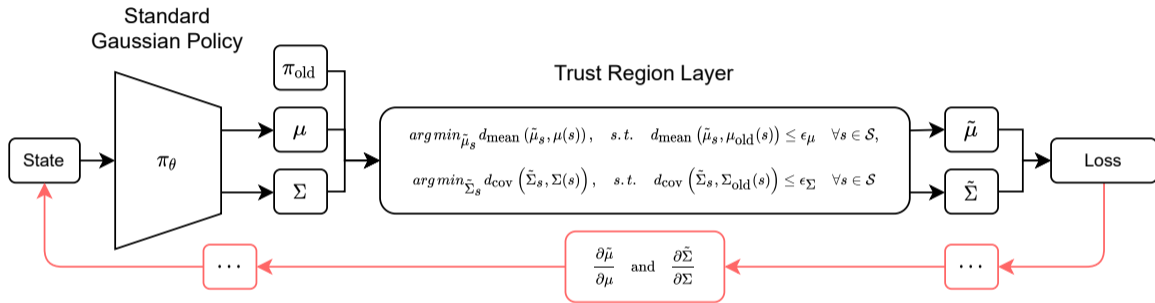 Standard
Gaussian Policy
π_old
Trust Region Layer
State
π_θ
μ
Σ
arg min_{μ̃_s} d_mean (μ̃_s, μ(s)), s.t. d_mean (μ̃_s, μ_old(s)) ≤ ϵ_μ ∀s ∈ 𝒮,
arg min_{Σ̃_s} d_cov (Σ̃_s, Σ(s)), s.t. d_cov (Σ̃_s, Σ_old(s)) ≤ ϵ_Σ ∀s ∈ 𝒮
μ̃
Σ̃
Loss
...
∂μ̃/∂μ and ∂Σ̃/∂Σ
...